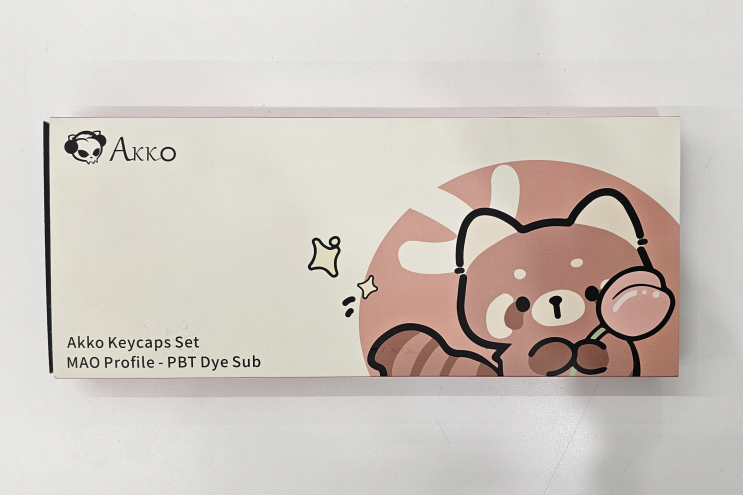 Akko
Akko Keycaps Set
MAO Profile - PBT Dye Sub